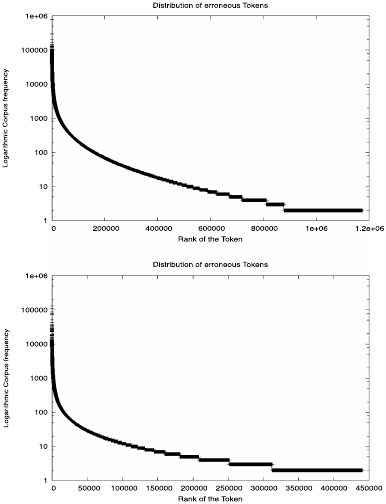 Distribution of erroneous Tokens
1e+06
100000
10000
1000
100
10
1
Logarithmic Corpus frequency
0 200000 400000 600000 800000 1e+06 1.2e+06
Rank of the Token
Distribution of erroneous Tokens
1e+06
100000
10000
1000
100
10
1
Logarithmic Corpus frequency
0 50000 100000 150000 200000 250000 300000 350000 400000 450000
Rank of the Token